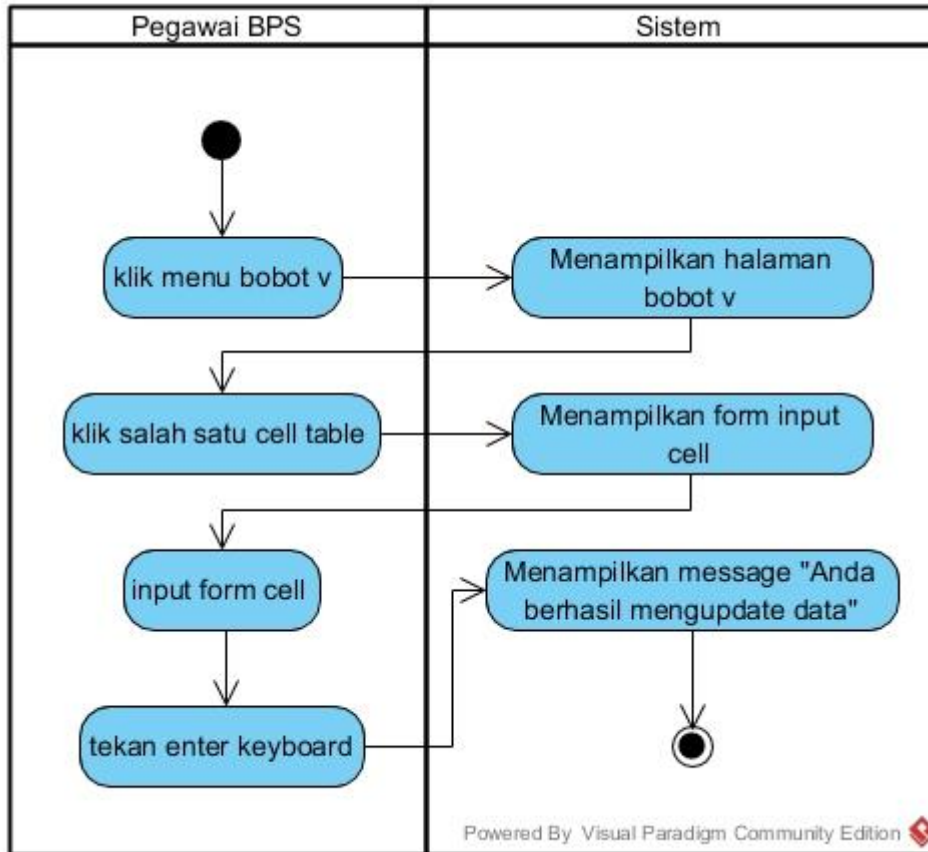 Pegawai BPS
Sistem
klik menu bobot v
Menampilkan halaman
bobot v
klik salah satu cell table
Menampilkan form input
cell
input form cell
Menampilkan message "Anda
berhasil mengupdate data"
tekan enter keyboard
Powered By Visual Paradigm Community Edition